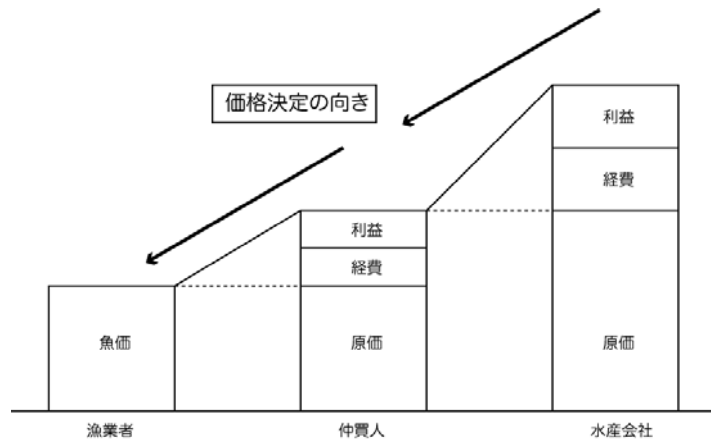 価格決定の向き
利益
経費
原価
利益
経費
原価
魚価
漁業者
仲買人
水産会社